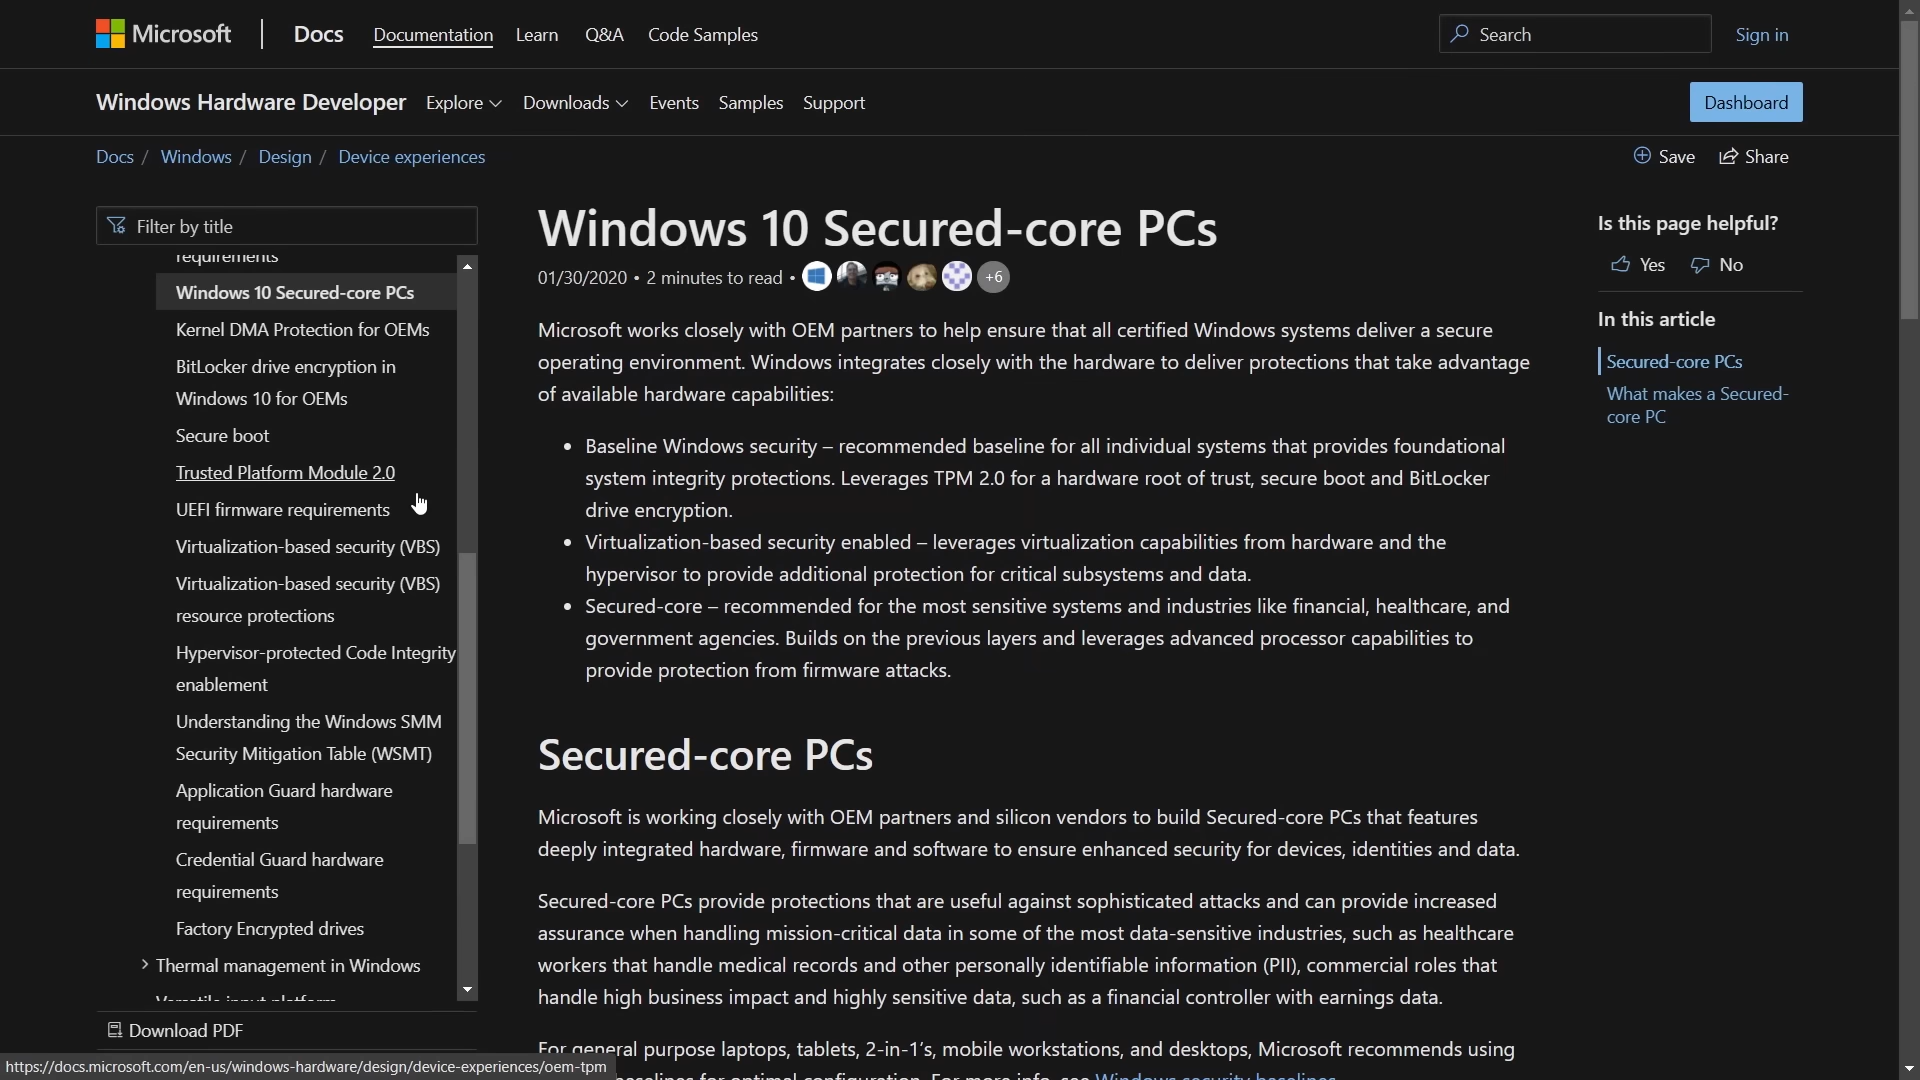 Microsoft
Docs
Documentation
Learn
Q&A
Code Samples
Search
Sign in
Windows Hardware Developer
Explore
Downloads
Events
Samples
Support
Dashboard
Docs / Windows / Design / Device experiences
Save
Share
Filter by title
requirements
Windows 10 Secured-core PCs
Kernel DMA Protection for OEMs
BitLocker drive encryption in
Windows 10 for OEMs
Secure boot
Trusted Platform Module 2.0
UEFI firmware requirements
Virtualization-based security (VBS)
Virtualization-based security (VBS)
resource protections
Hypervisor-protected Code Integrity
enablement
Understanding the Windows SMM
Security Mitigation Table (WSMT)
Application Guard hardware
requirements
Credential Guard hardware
requirements
Factory Encrypted drives
Thermal management in Windows
Download PDF
Windows 10 Secured-core PCs
01/30/2020 • 2 minutes to read •
+6
Microsoft works closely with OEM partners to help ensure that all certified Windows systems deliver a secure
operating environment. Windows integrates closely with the hardware to deliver protections that take advantage
of available hardware capabilities:
• Baseline Windows security – recommended baseline for all individual systems that provides foundational
system integrity protections. Leverages TPM 2.0 for a hardware root of trust, secure boot and BitLocker
drive encryption.
• Virtualization-based security enabled – leverages virtualization capabilities from hardware and the
hypervisor to provide additional protection for critical subsystems and data.
• Secured-core – recommended for the most sensitive systems and industries like financial, healthcare, and
government agencies. Builds on the previous layers and leverages advanced processor capabilities to
provide protection from firmware attacks.
Secured-core PCs
Microsoft is working closely with OEM partners and silicon vendors to build Secured-core PCs that features
deeply integrated hardware, firmware and software to ensure enhanced security for devices, identities and data.
Secured-core PCs provide protections that are useful against sophisticated attacks and can provide increased
assurance when handling mission-critical data in some of the most data-sensitive industries, such as healthcare
workers that handle medical records and other personally identifiable information (PII), commercial roles that
handle high business impact and highly sensitive data, such as a financial controller with earnings data.
For general purpose laptops, tablets, 2-in-1's, mobile workstations, and desktops, Microsoft recommends using
Is this page helpful?
Yes
No
In this article
Secured-core PCs
What makes a Secured-
core PC
https://docs.microsoft.com/en-us/windows-hardware/design/device-experiences/oem-tpm